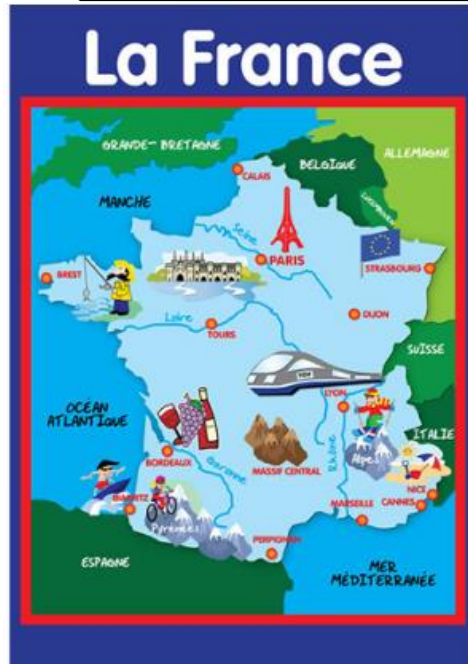 La France
GRANDE-BRETAGNE
BELGIQUE
ALLEMAGNE
CALAIS
LUXEMBOURG
MANCHE
Seine
PARIS
STRASBOURG
BREST
Loire
TOURS
DIJON
SUISSE
OCÉAN
ATLANTIQUE
LYON
ITALIE
Alpes
BORDEAUX
Garonne
MASSIF CENTRAL
Rhône
NICE
CANNES
BIARRITZ
Pyrénées
MARSEILLE
PERPIGNAN
ESPAGNE
MER
MÉDITERRANÉE